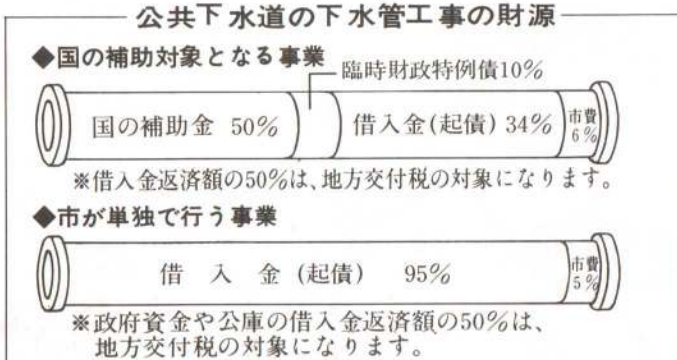 公共下水道の下水管工事の財源
◆国の補助対象となる事業
臨時財政特例債10%
国の補助金 50%
借入金(起債) 34%
市費
6%
※借入金返済額の50%は、地方交付税の対象になります。
◆市が単独で行う事業
借入金(起債) 95%
市費
5%
※政府資金や公庫の借入金返済額の50%は、
地方交付税の対象になります。